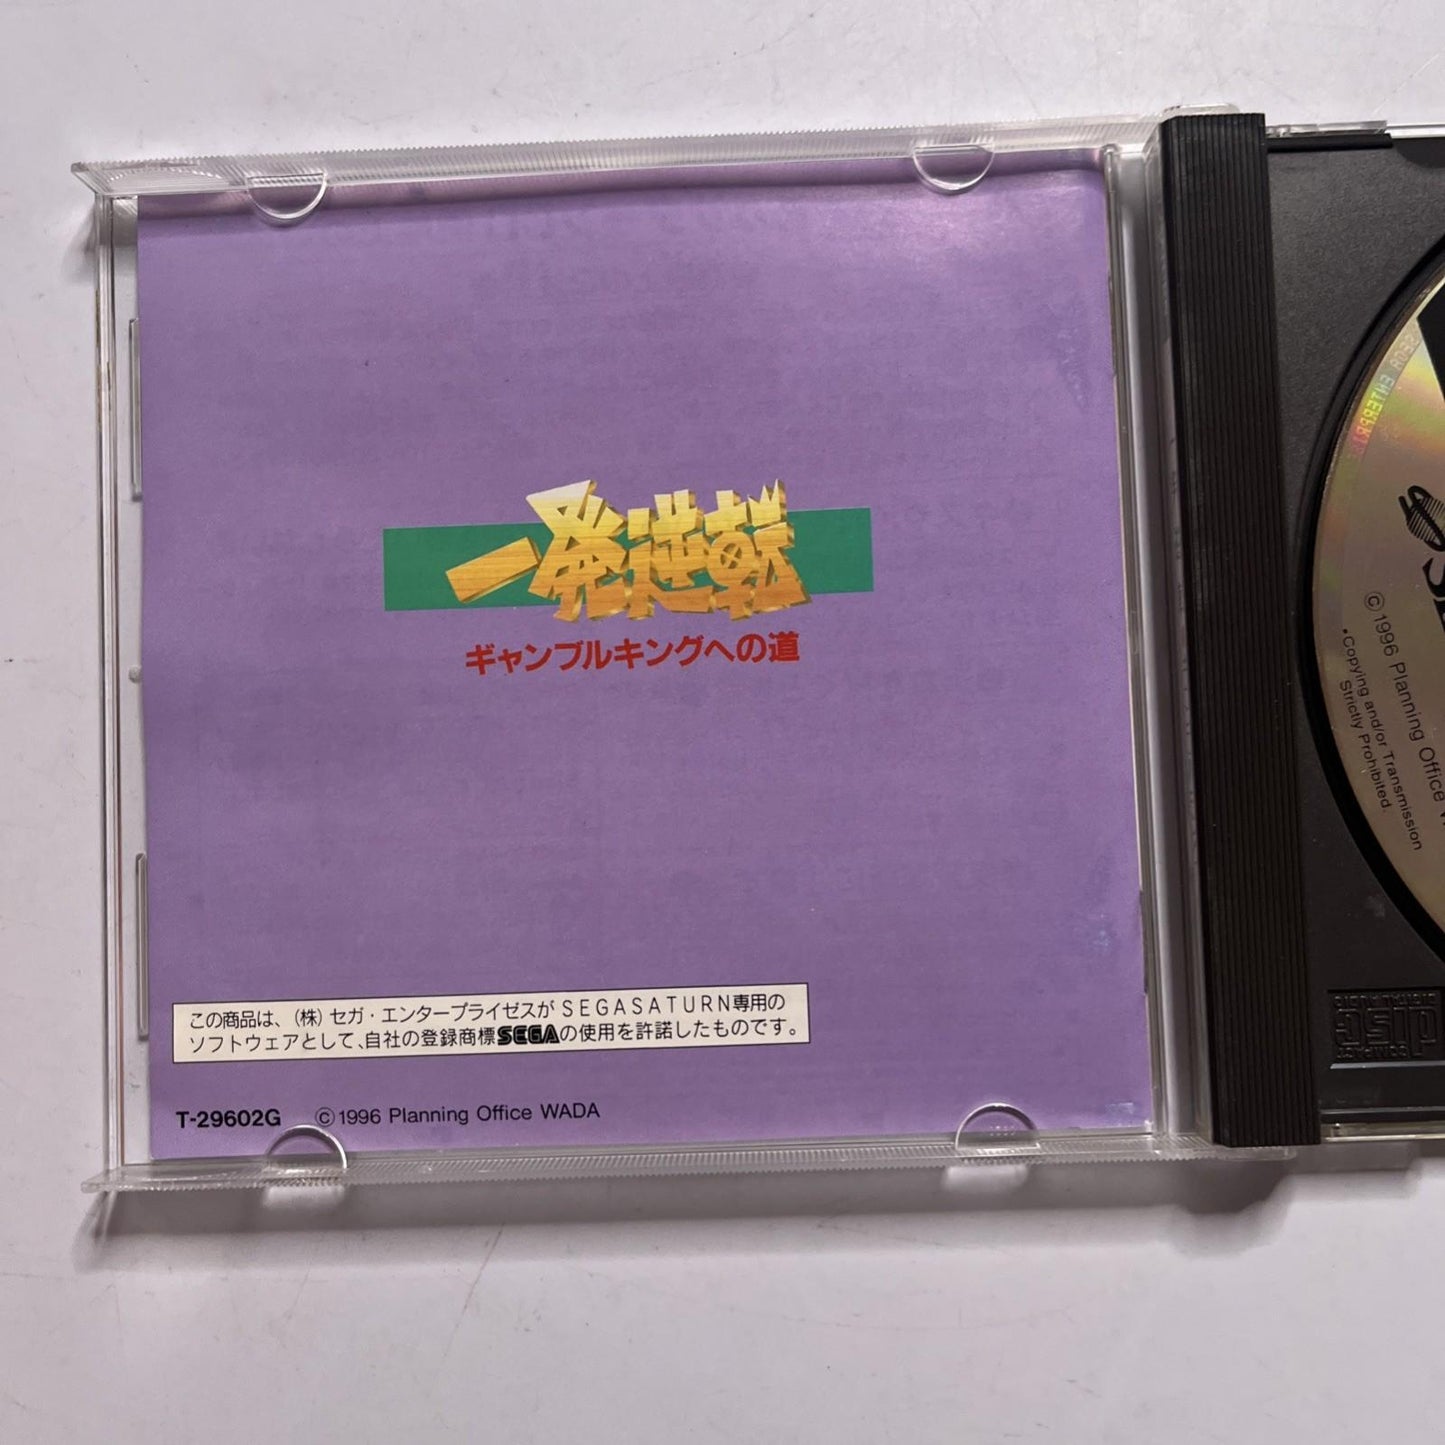 一発逆転
ギャンブルキングへの道
この商品は、(株)セガ・エンタープライゼスがSEGASATURN専用の
ソフトウェアとして、自社の登録商標SEGAの使用を許諾したものです。
T-29602G ©1996 Planning Office WADA
SEGA ENTERPRI
©1996 Planning Office W
•Copying and/or Transmission
Strictly Prohibited.
disc